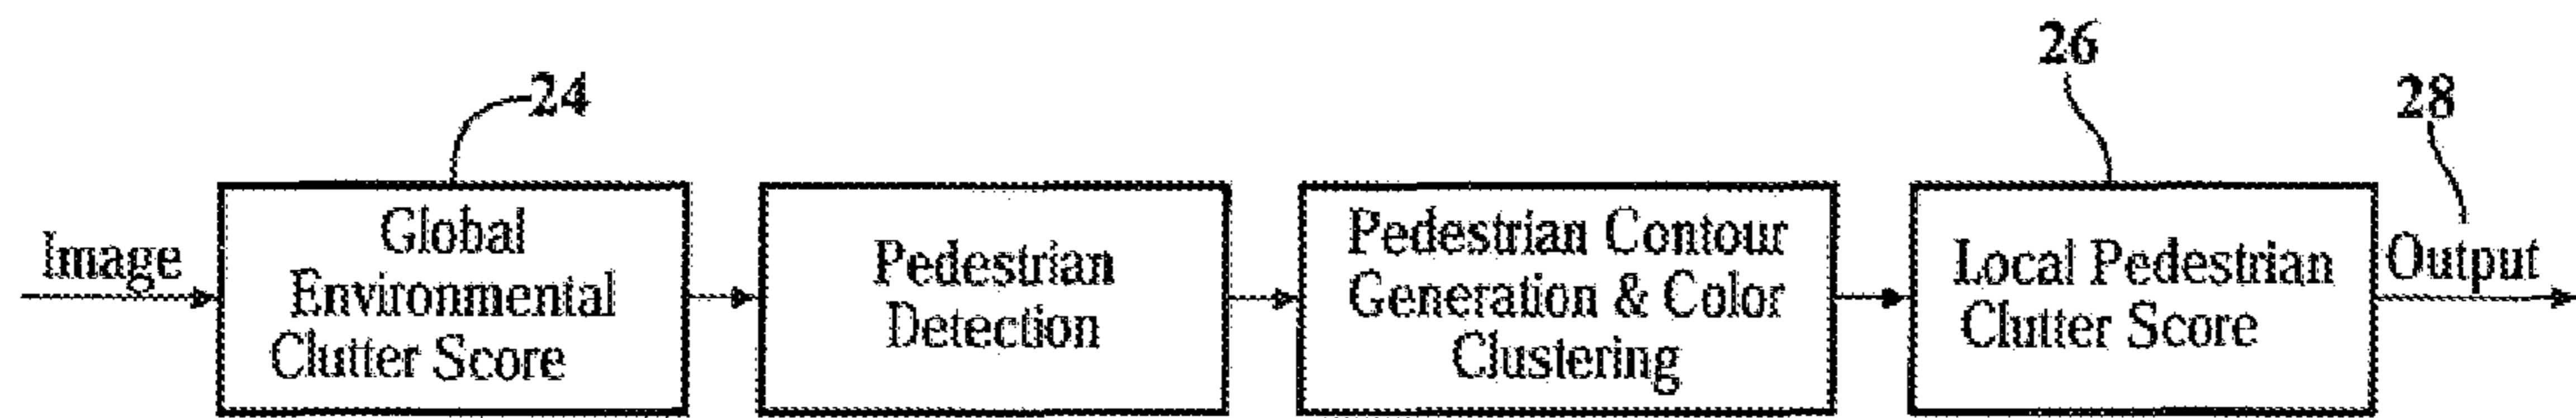 24
26
28
Image
Global
Environmental
Clutter Score
Pedestrian
Detection
Pedestrian Contour
Generation & Color
Clustering
Local Pedestrian
Clutter Score
Output